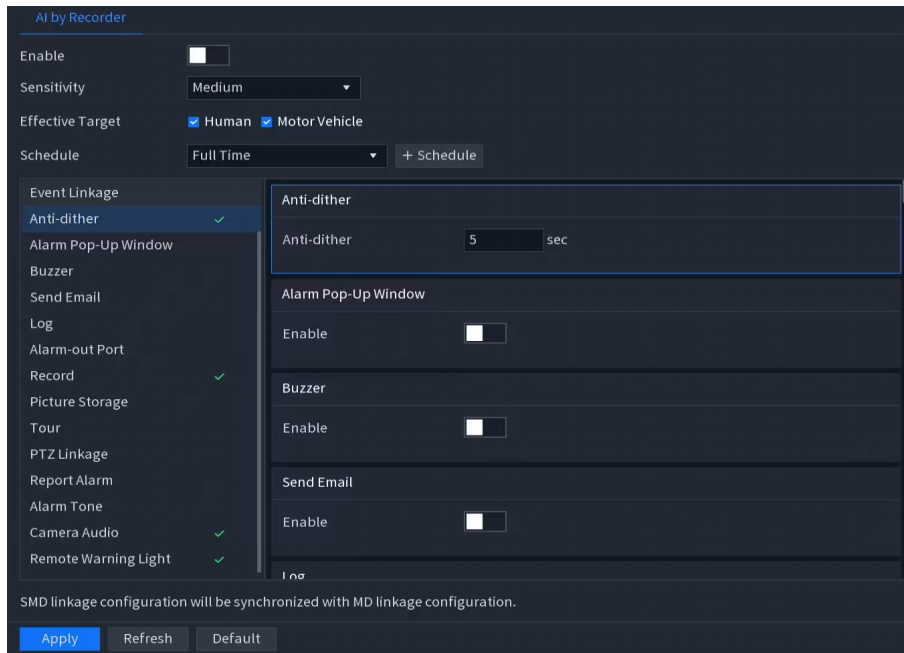 AI by Recorder
Enable
Sensitivity Medium
Effective Target Human Motor Vehicle
Schedule Full Time + Schedule
Event Linkage
Anti-dither
Alarm Pop-Up Window
Buzzer
Send Email
Log
Alarm-out Port
Record
Picture Storage
Tour
PTZ Linkage
Report Alarm
Alarm Tone
Camera Audio
Remote Warning Light
Anti-dither
Anti-dither 5 sec
Alarm Pop-Up Window
Enable
Buzzer
Enable
Send Email
Enable
Log
SMD linkage configuration will be synchronized with MD linkage configuration.
Apply Refresh Default